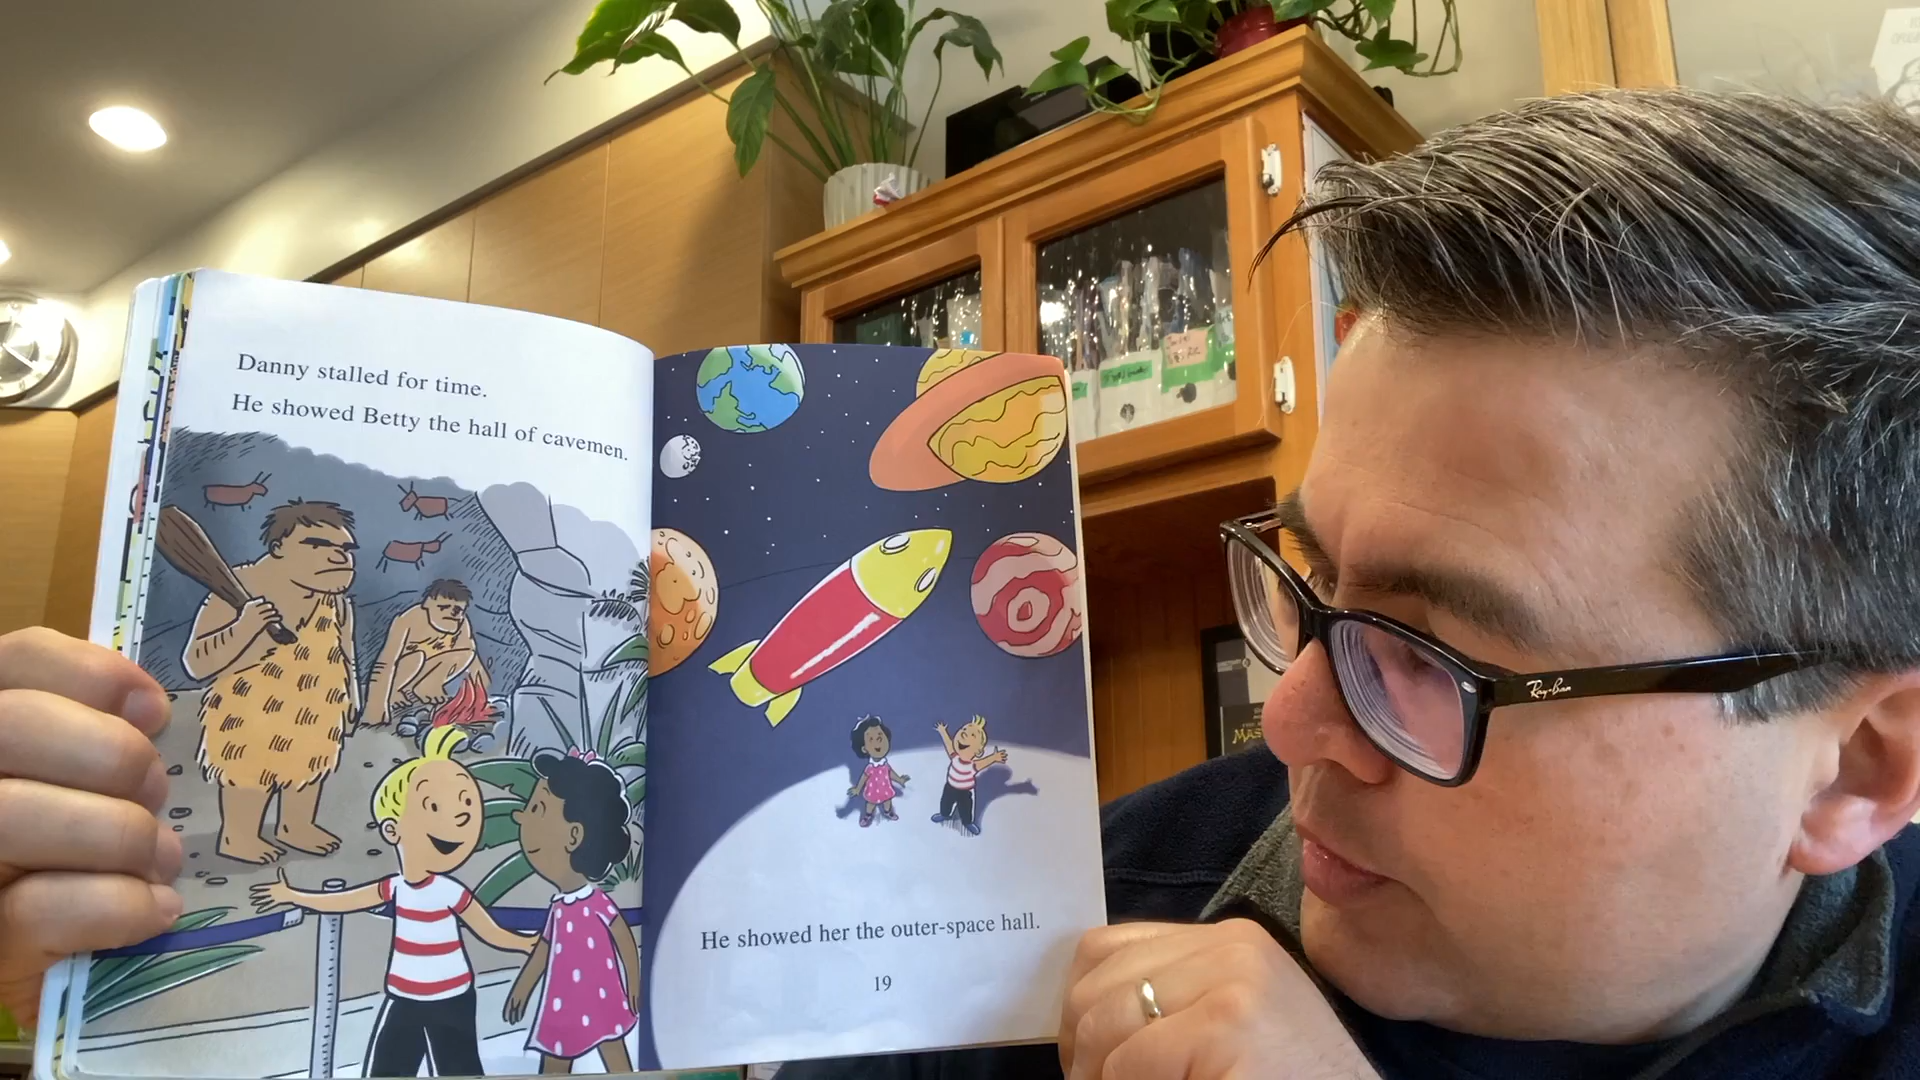 Danny stalled for time.
He showed Betty the hall of cavemen.
He showed her the outer-space hall.
19
Ray-Ban